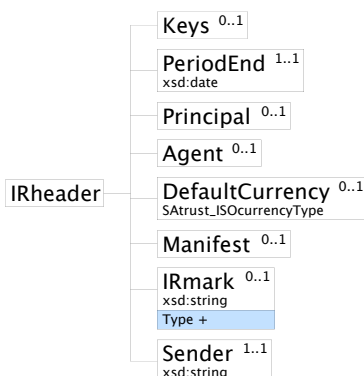 Keys 0..1
PeriodEnd 1..1
xsd:date
Principal 0..1
Agent 0..1
IRheader
DefaultCurrency 0..1
SAtrust_ISOcurrencyType
Manifest 0..1
IRmark 0..1
xsd:string
Type +
Sender 1..1
xsd:string